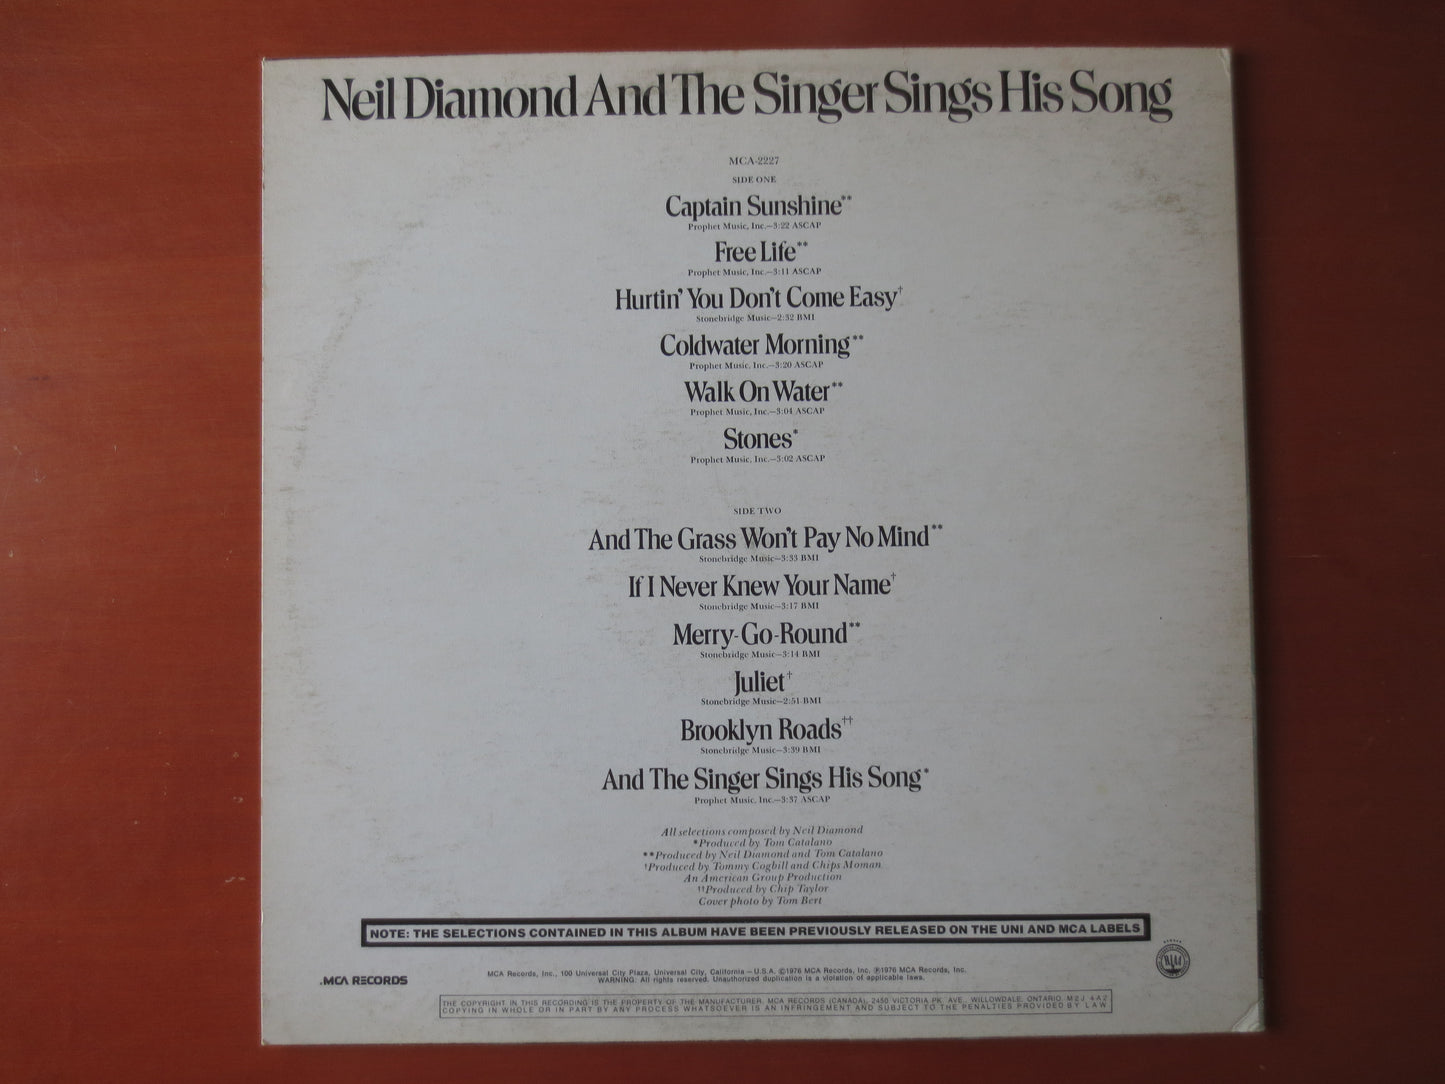 Neil Diamond And The Singer Sings His Song
MCA-2227
SIDE ONE
Captain Sunshine**
Prophet Music, Inc.—3:22 ASCAP
Free Life**
Prophet Music, Inc.—3:11 ASCAP
Hurtin' You Don't Come Easy†
Stonebridge Music—2:32 BMI
Coldwater Morning**
Prophet Music, Inc.—3:20 ASCAP
Walk On Water**
Prophet Music, Inc.—3:04 ASCAP
Stones*
Prophet Music, Inc.—3:02 ASCAP
SIDE TWO
And The Grass Won't Pay No Mind**
Stonebridge Music—3:33 BMI
If I Never Knew Your Name†
Stonebridge Music—3:17 BMI
Merry-Go-Round**
Stonebridge Music—3:14 BMI
Juliet†
Stonebridge Music—2:51 BMI
Brooklyn Roads††
Stonebridge Music—3:39 BMI
And The Singer Sings His Song*
Prophet Music, Inc.—3:37 ASCAP
All selections composed by Neil Diamond
*Produced by Tom Catalano
**Produced by Neil Diamond and Tom Catalano
†Produced by Tommy Cogbill and Chips Moman
An American Group Production
††Produced by Chip Taylor
Cover photo by Tom Bert
NOTE: THE SELECTIONS CONTAINED IN THIS ALBUM HAVE BEEN PREVIOUSLY RELEASED ON THE UNI AND MCA LABELS
.MCA RECORDS
MCA Records, Inc., 100 Universal City Plaza, Universal City, California—U.S.A. ©1976 MCA Records, Inc. ℗1976 MCA Records, Inc.
WARNING: All rights reserved. Unauthorized duplication is a violation of applicable laws.
THE COPYRIGHT IN THIS RECORDING IS THE PROPERTY OF THE MANUFACTURER, MCA RECORDS (CANADA), 2450 VICTORIA PK. AVE., WILLOWDALE, ONTARIO. M2J 4A2
COPYING IN WHOLE OR IN PART BY ANY PROCESS WHATSOEVER IS AN INFRINGEMENT AND SUBJECT TO THE PENALTIES PROVIDED BY LAW